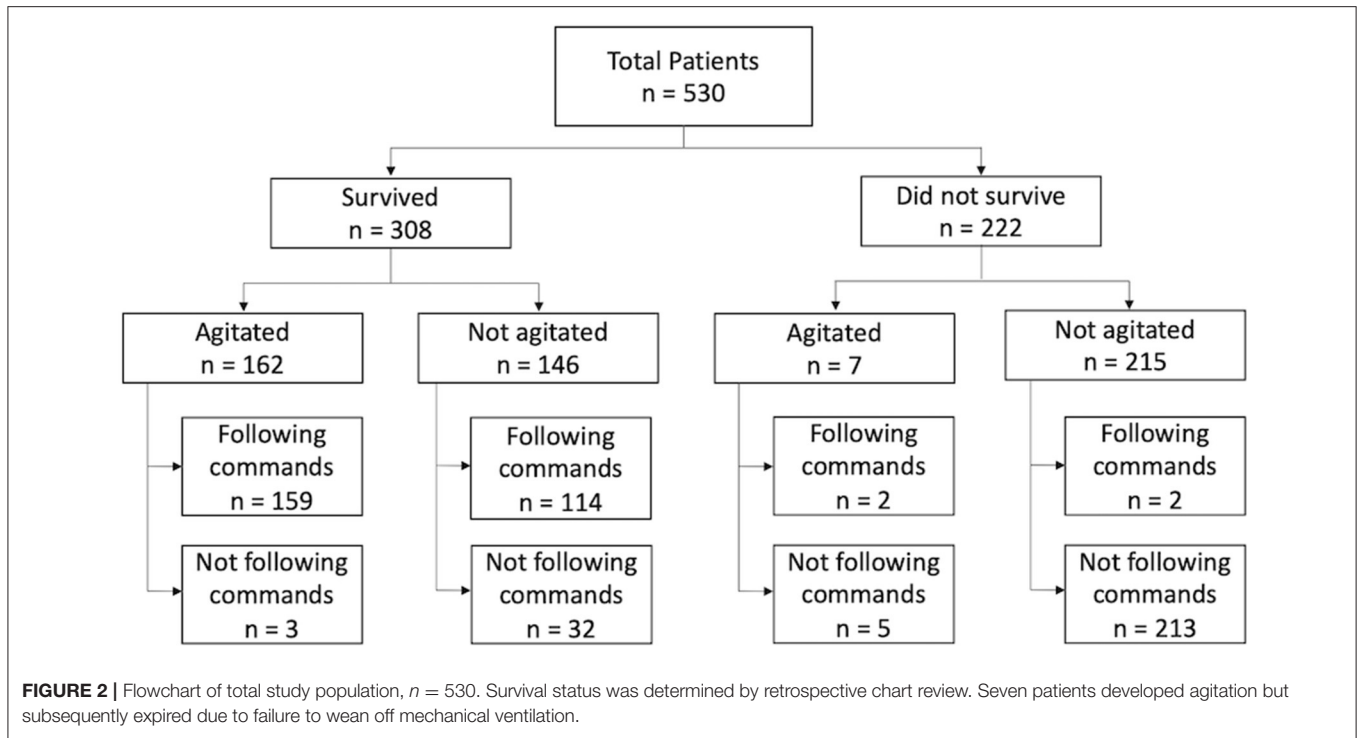 Total Patients
n = 530
Survived
n = 308
Did not survive
n = 222
Agitated
n = 162
Not agitated
n = 146
Agitated
n = 7
Not agitated
n = 215
Following
commands
n = 159
Following
commands
n = 114
Following
commands
n = 2
Following
commands
n = 2
Not following
commands
n = 3
Not following
commands
n = 32
Not following
commands
n = 5
Not following
commands
n = 213
FIGURE 2 | Flowchart of total study population, n = 530. Survival status was determined by retrospective chart review. Seven patients developed agitation but
subsequently expired due to failure to wean off mechanical ventilation.